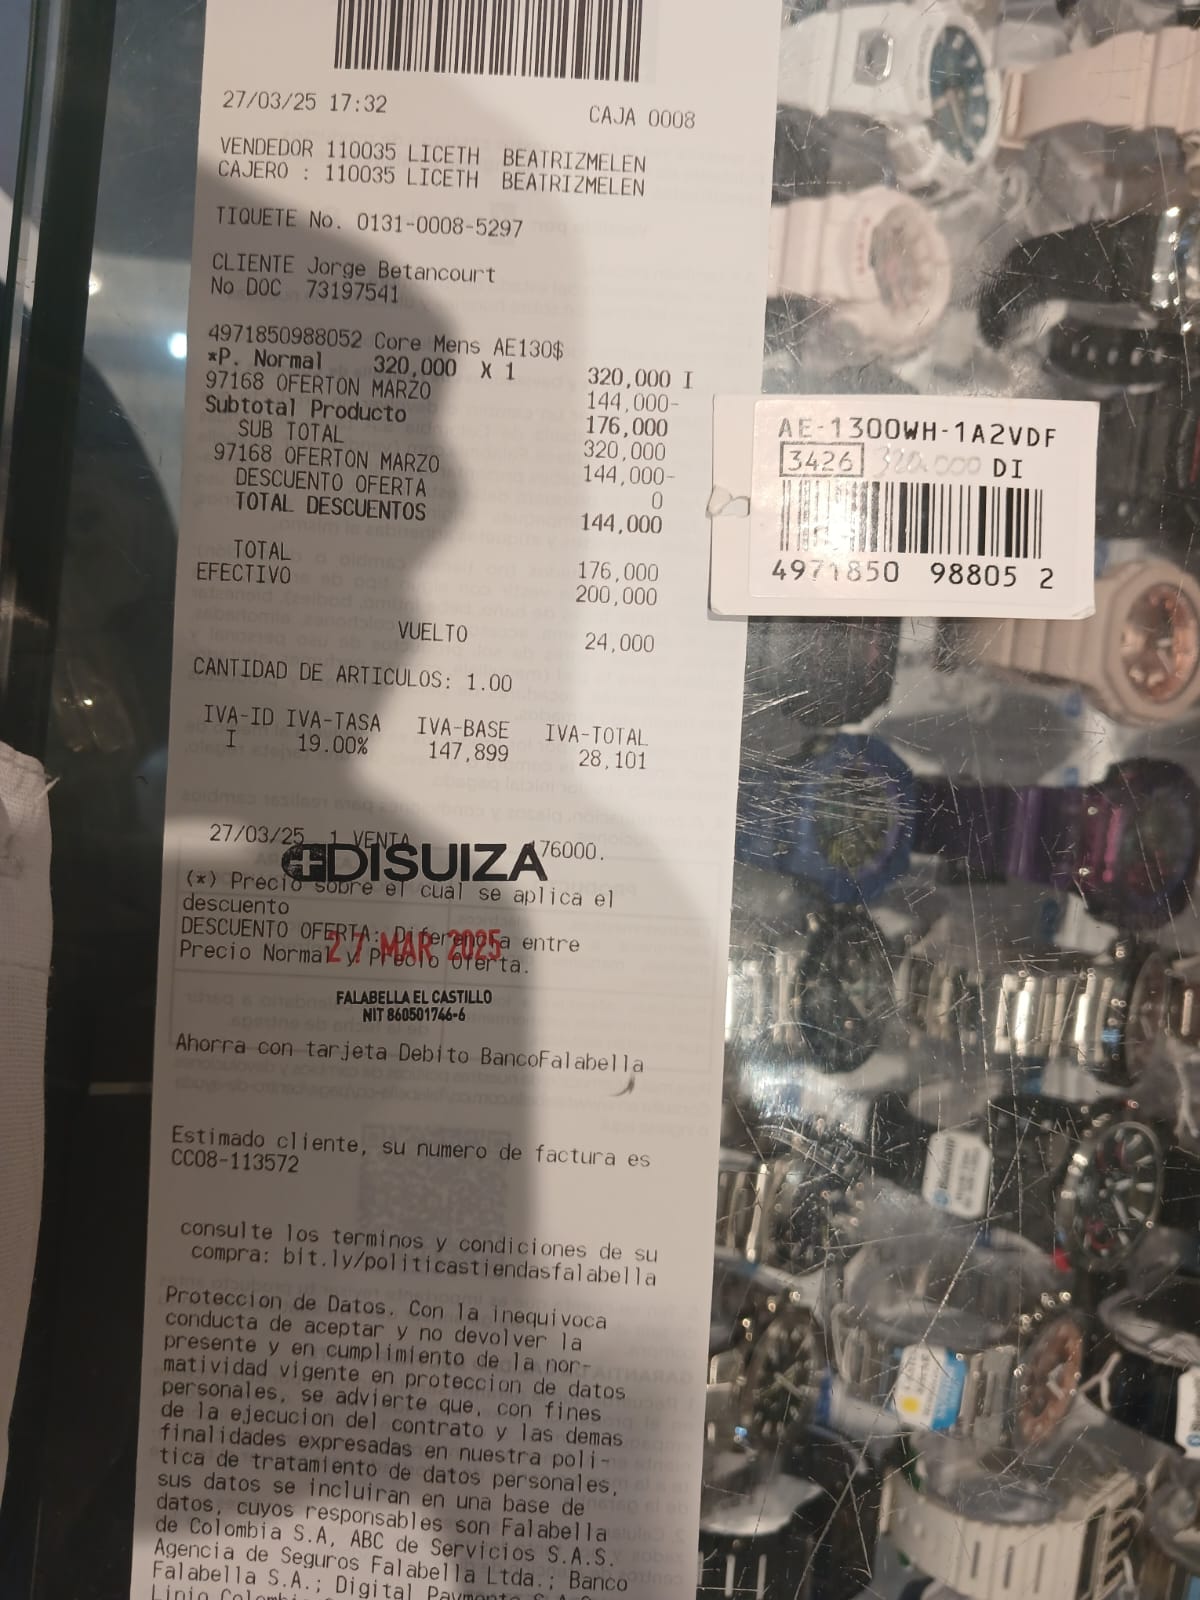 27/03/25 17:32 CAJA 0008
VENDEDOR 110035 LICETH BEATRIZMELEN
CAJERO : 110035 LICETH BEATRIZMELEN
TIQUETE No. 0131-0008-5297
CLIENTE Jorge Betancourt
No DOC 73197541
4971850988052 Core Mens AE130$
*P. Normal 320,000 X 1 320,000 I
97168 OFERTON MARZO 144,000-
Subtotal Producto 176,000
SUB TOTAL 320,000
97168 OFERTON MARZO 144,000-
DESCUENTO OFERTA 0
TOTAL DESCUENTOS 144,000
TOTAL 176,000
EFECTIVO 200,000
VUELTO 24,000
CANTIDAD DE ARTICULOS: 1.00
IVA-ID IVA-TASA IVA-BASE IVA-TOTAL
I 19.00% 147,899 28,101
27/03/25 1 VENTA 176000.
DISUIZA
(*) Precio sobre el cual se aplica el
descuento
DESCUENTO OFERTA: Diferencia entre
Precio Normal y Precio Oferta.
27 MAR 2025
FALABELLA EL CASTILLO
NIT 860501746-6
Ahorra con tarjeta Debito BancoFalabella
Estimado cliente, su numero de factura es
CC08-113572
consulte los terminos y condiciones de su
compra: bit.ly/politicastiendasfalabella
Proteccion de Datos. Con la inequivoca
conducta de aceptar y no devolver la
presente y en cumplimiento de la nor-
matividad vigente en proteccion de datos
personales, se advierte que, con fines
de la ejecucion del contrato y las demas
finalidades expresadas en nuestra poli-
tica de tratamiento de datos personales,
sus datos se incluiran en una base de
datos, cuyos responsables son Falabella
de Colombia S.A, ABC de Servicios S.A.S.
Agencia de Seguros Falabella Ltda.; Banco
Falabella S.A.; Digital Payments S.A.S.
AE-1300WH-1A2VDF
3426 320.000 DI
4971850 98805 2